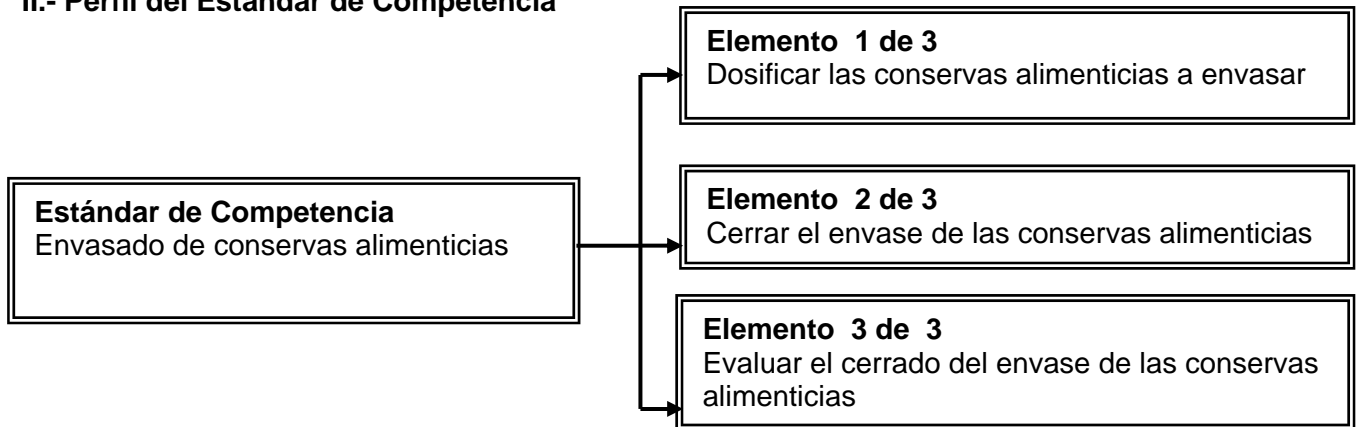 II.- Perfil del Estándar de Competencia
Estándar de Competencia
Envasado de conservas alimenticias
Elemento 1 de 3
Dosificar las conservas alimenticias a envasar
Elemento 2 de 3
Cerrar el envase de las conservas alimenticias
Elemento 3 de 3
Evaluar el cerrado del envase de las conservas
alimenticias